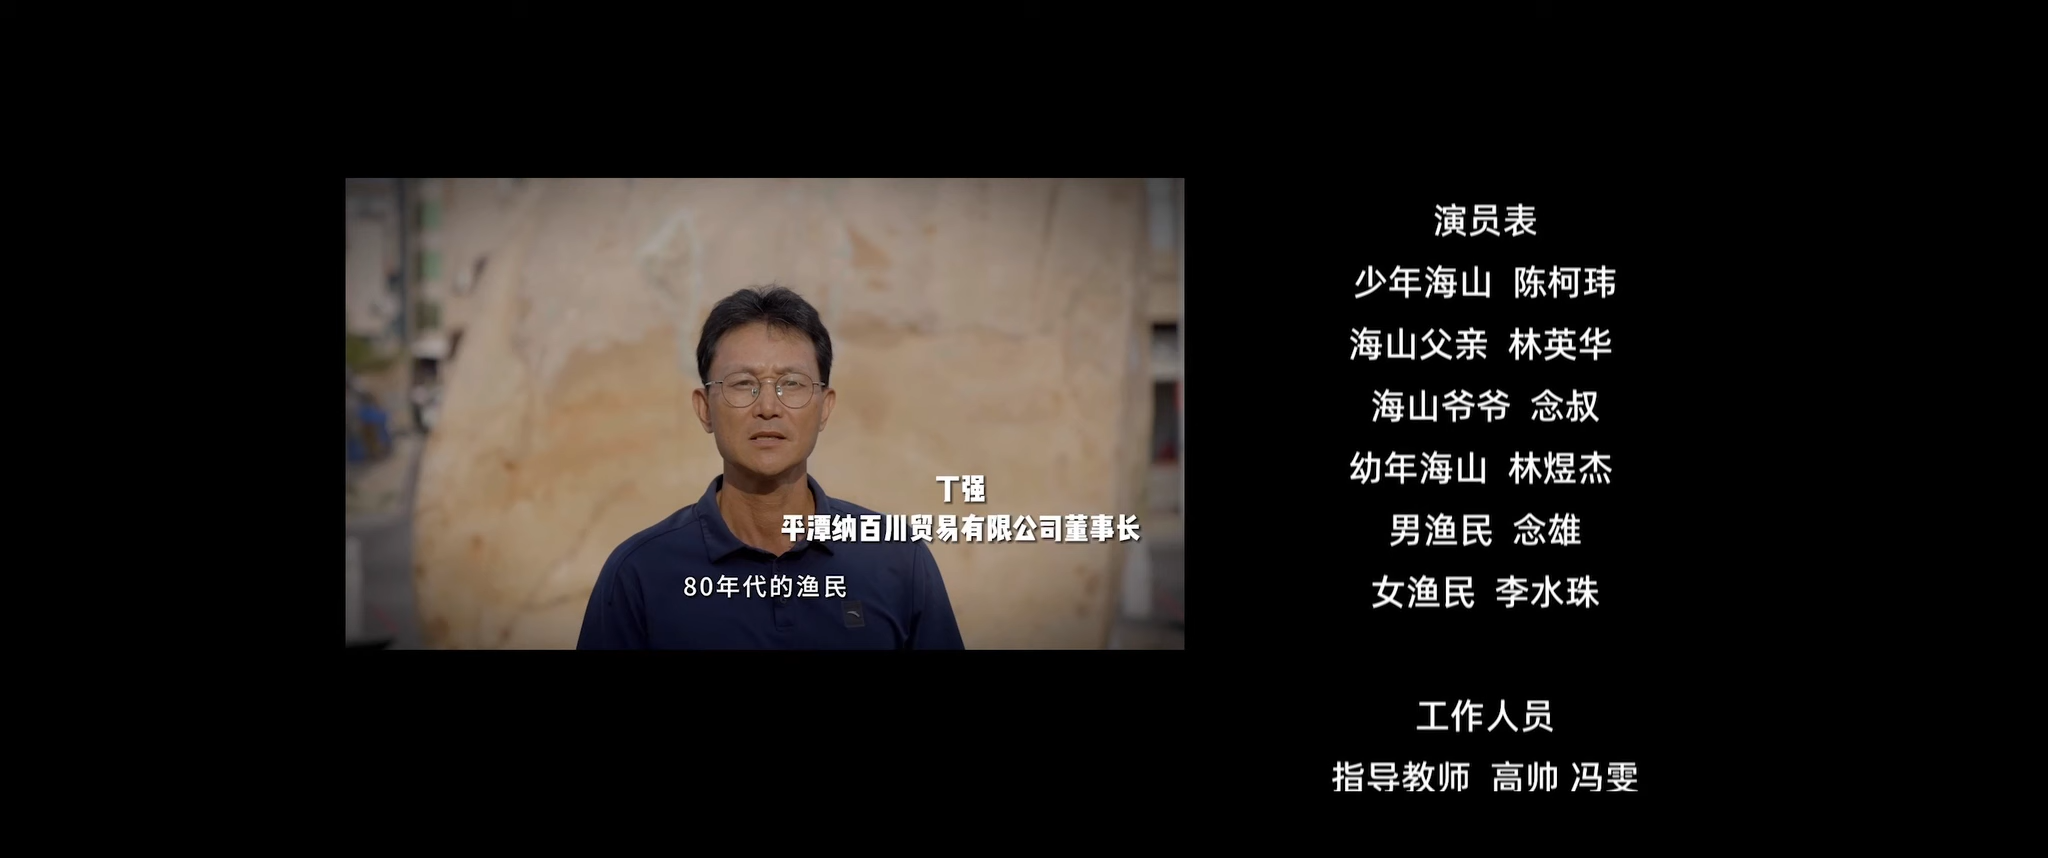 丁强
平潭纳百川贸易有限公司董事长
80年代的渔民
演员表
少年海山 陈柯玮
海山父亲 林英华
海山爷爷 念叔
幼年海山 林煜杰
男渔民 念雄
女渔民 李水珠
工作人员
指导教师 高帅 冯雯